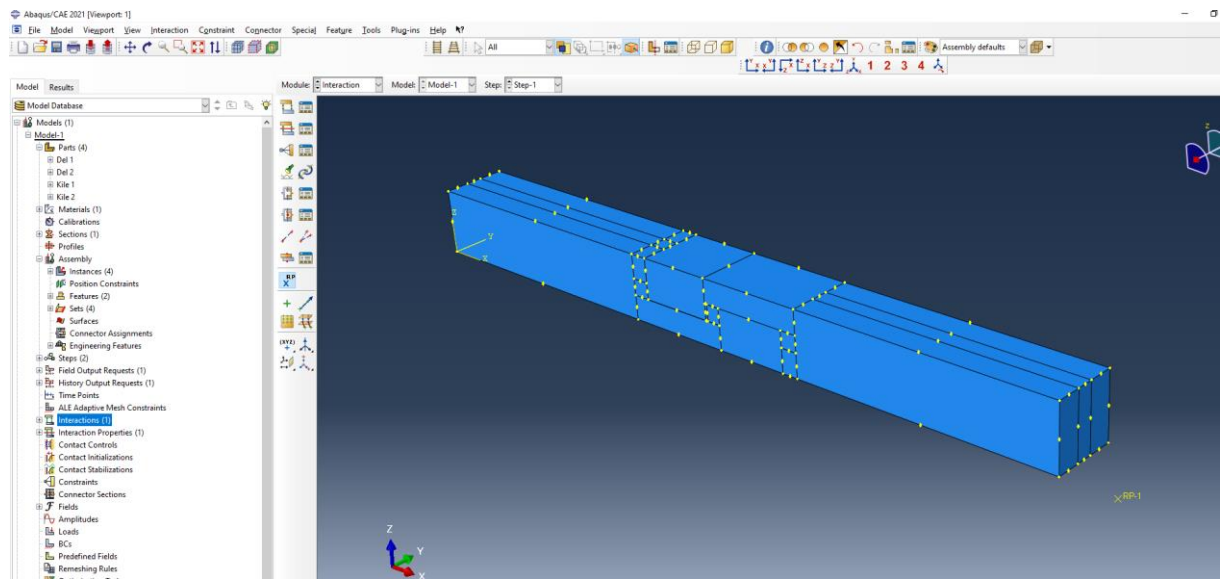 Abaqus/CAE 2021 [Viewport: 1]
File Model Viewport View Interaction Constraint Connector Special Feature Tools Plug-ins Help
All
Assembly defaults
1 2 3 4
Model Results
Module: Interaction Model: Model-1 Step: Step-1
Model Database
Models (1)
Model-1
Parts (4)
Del 1
Del 2
Kile 1
Kile 2
Materials (1)
Calibrations
Sections (1)
Profiles
Assembly
Instances (4)
Position Constraints
Features (2)
Sets (4)
Surfaces
Connector Assignments
Engineering Features
Steps (2)
Field Output Requests (1)
History Output Requests (1)
Time Points
ALE Adaptive Mesh Constraints
Interactions (1)
Interaction Properties (1)
Contact Controls
Contact Initializations
Contact Stabilizations
Constraints
Connector Sections
Fields
Amplitudes
Loads
BCs
Predefined Fields
Remeshing Rules
RP
(XYZ)
Z
Y
X
RP-1
Z
Y
X